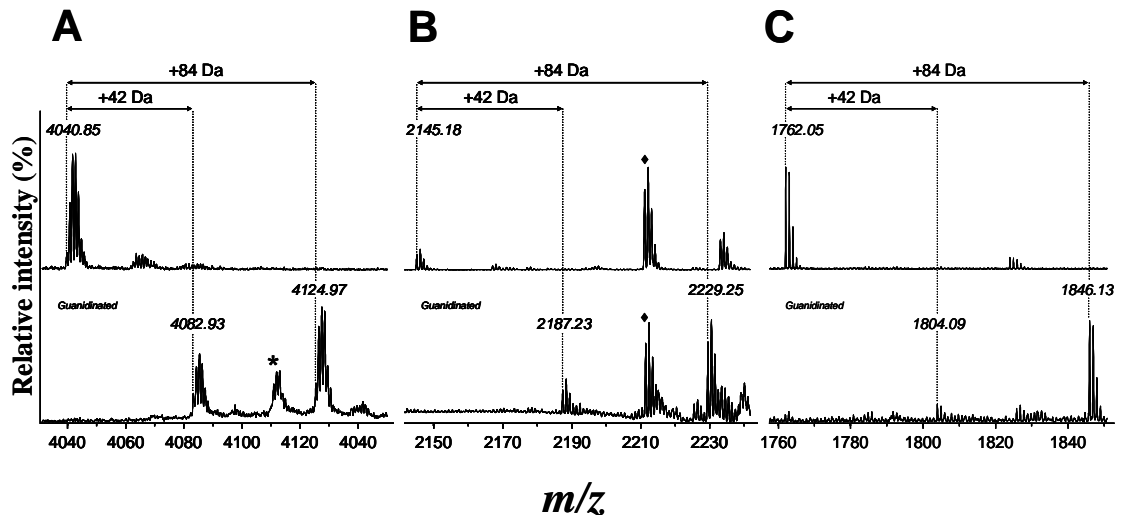 A B C
+84 Da +84 Da +84 Da
+42 Da +42 Da +42 Da
4040.85 2145.18 1762.05
Relative intensity (%)
4124.97 2229.25 1846.13
Guanidinated Guanidinated Guanidinated
4082.93 2187.23 1804.09
*
4040 4060 4080 4100 4120 4040 2150 2170 2190 2210 2230 1760 1780 1800 1820 1840
m/z